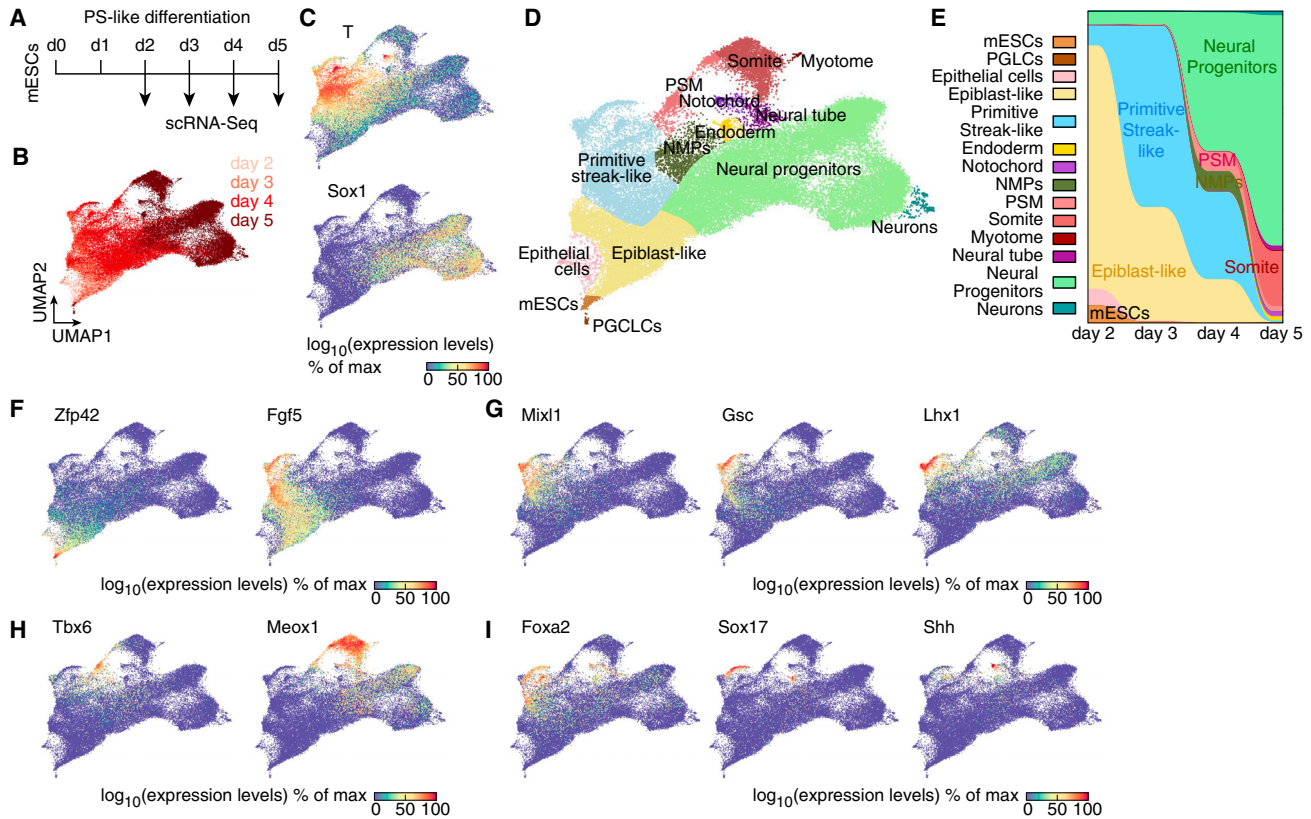 A
PS-like differentiation
mESCs
d0 d1 d2 d3 d4 d5
scRNA-Seq
B
day 2
day 3
day 4
day 5
UMAP2
UMAP1
C
T
Sox1
log10(expression levels)
% of max
0 50 100
D
Somite
Myotome
PSM
Notochord
Neural tube
Endoderm
NMPs
Primitive
streak-like
Neural progenitors
Neurons
Epithelial
cells
Epiblast-like
mESCs
PGCLCs
E
mESCs
PGLCs
Epithelial cells
Epiblast-like
Primitive
Streak-like
Endoderm
Notochord
NMPs
PSM
Somite
Myotome
Neural tube
Neural
Progenitors
Neurons
Neural
Progenitors
Primitive
Streak-
like
PSM
NMPs
Epiblast-like
Somite
mESCs
day 2 day 3 day 4 day 5
F
Zfp42
Fgf5
log10(expression levels) % of max
0 50 100
G
Mixl1
Gsc
Lhx1
log10(expression levels) % of max
0 50 100
H
Tbx6
Meox1
log10(expression levels) % of max
0 50 100
I
Foxa2
Sox17
Shh
log10(expression levels) % of max
0 50 100